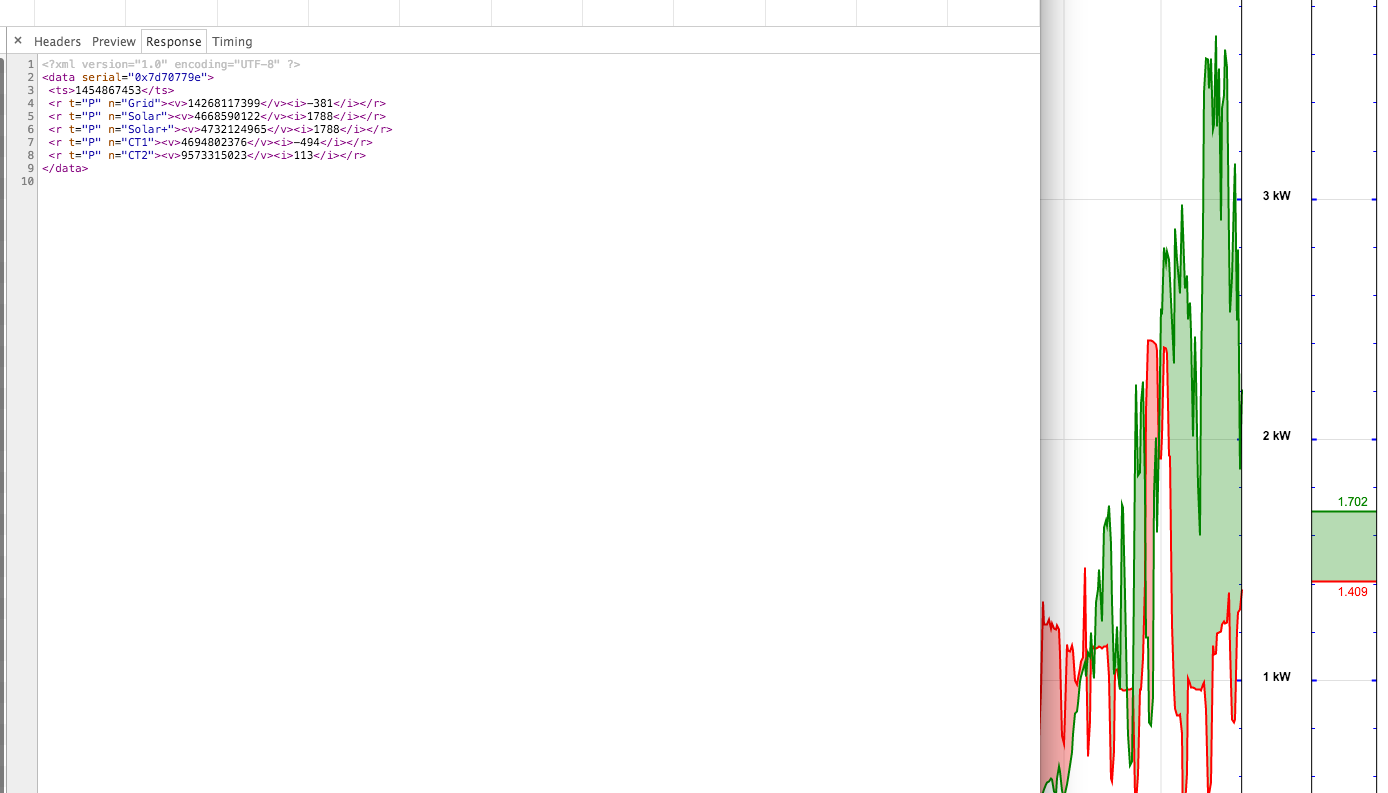 × Headers Preview Response Timing
1 <?xml version="1.0" encoding="UTF-8" ?>
2 <data serial="0x7d70779e">
3 <ts>1454867453</ts>
4 <r t="P" n="Grid"><v>14268117399</v><i>-381</i></r>
5 <r t="P" n="Solar"><v>4668590122</v><i>1788</i></r>
6 <r t="P" n="Solar+"><v>4732124965</v><i>1788</i></r>
7 <r t="P" n="CT1"><v>4694802376</v><i>-494</i></r>
8 <r t="P" n="CT2"><v>9573315023</v><i>113</i></r>
9 </data>
10
3 kW
2 kW
1.702
1.409
1 kW